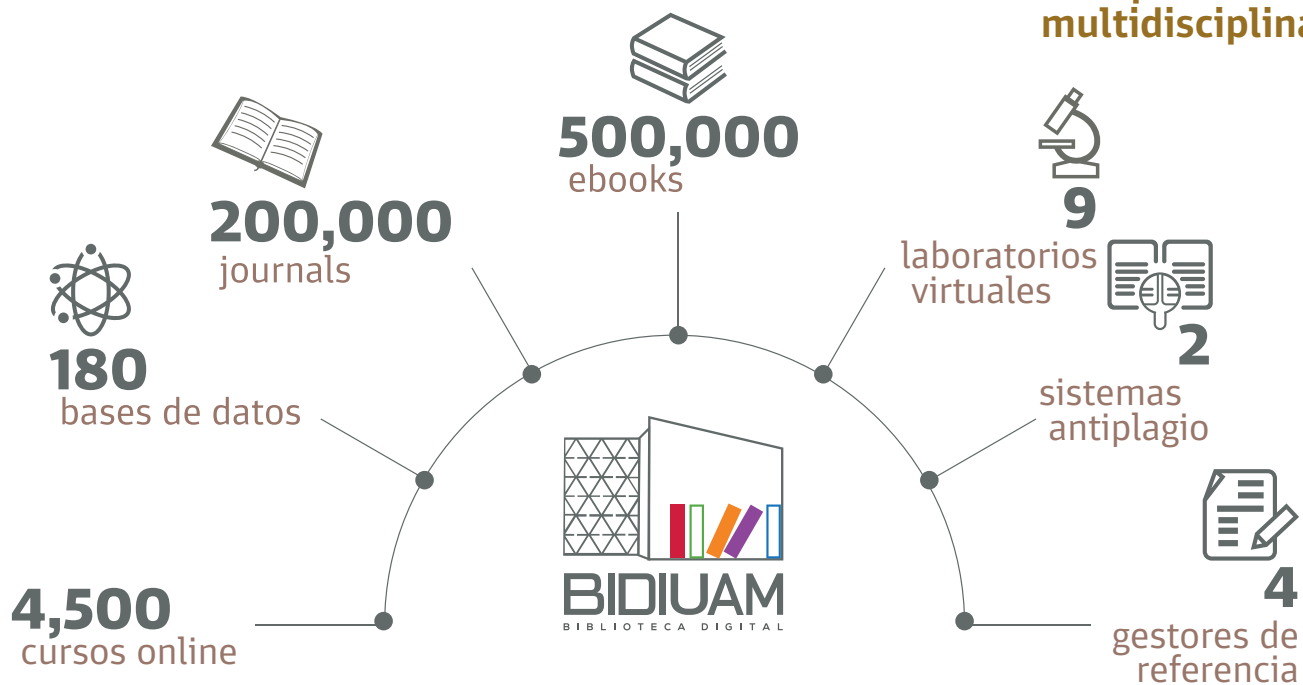 500,000
ebooks
200,000
journals
9
laboratorios
virtuales
180
bases de datos
2
sistemas
antiplagio
4,500
cursos online
4
gestores de
referencia
BIDIUAM
BIBLIOTECA DIGITAL